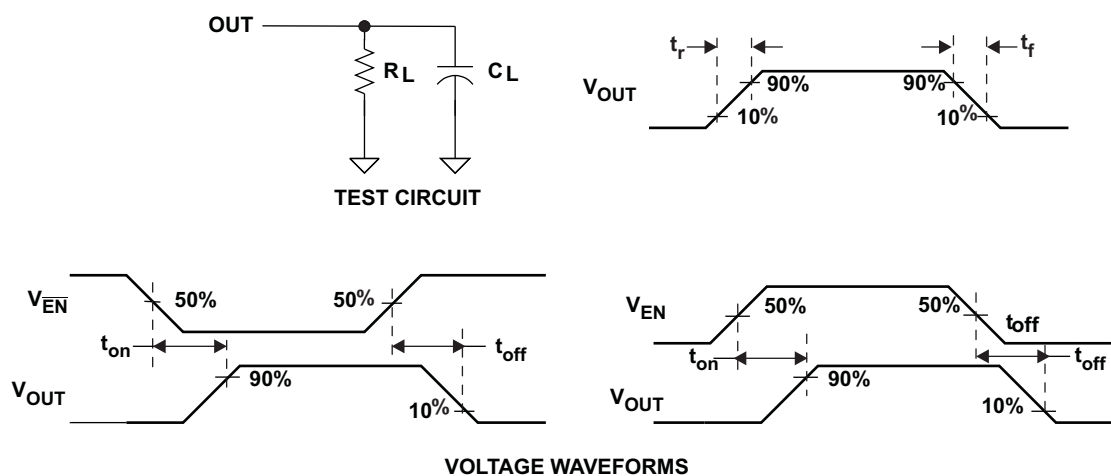 OUT
RL
CL
TEST CIRCUIT
tr
tf
VOUT
90%
90%
10%
10%
VE̅N̅
50%
50%
ton
toff
VOUT
90%
10%
VEN
50%
50%
toff
ton
toff
VOUT
90%
10%
VOLTAGE WAVEFORMS